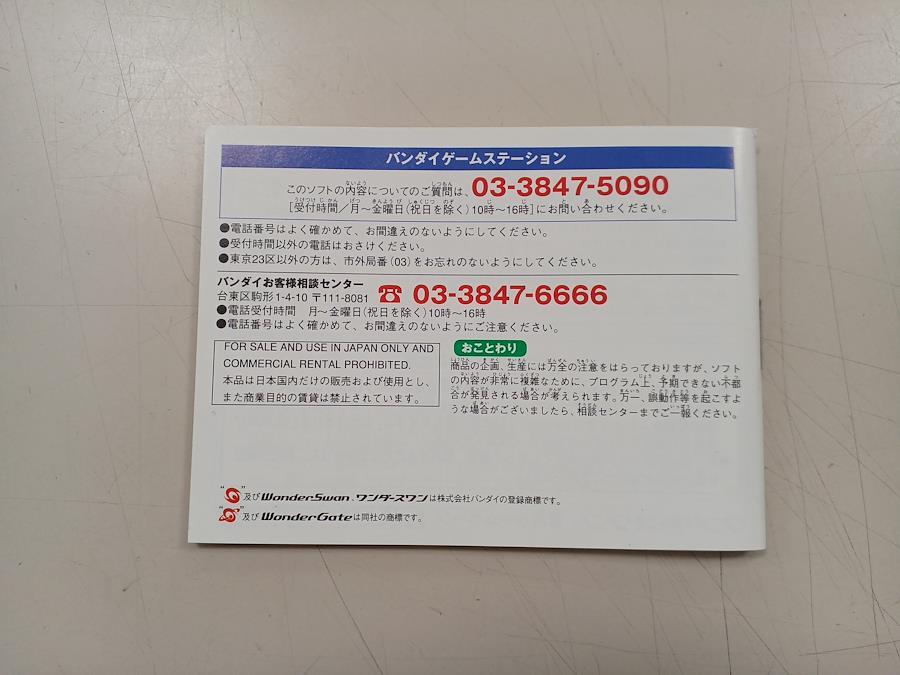 バンダイゲームステーション
このソフトの内容についてのご質問は、03-3847-5090
[受付時間/月～金曜日(祝日を除く)10時～16時]にお問い合わせください。
●電話番号はよく確かめて、お間違えのないようにしてください。
●受付時間以外の電話はおさけください。
●東京23区以外の方は、市外局番(03)をお忘れのないようにしてください。
バンダイお客様相談センター
台東区駒形1-4-10 〒111-8081 ☎ 03-3847-6666
●電話受付時間 月～金曜日(祝日を除く)10時～16時
●電話番号はよく確かめて、お間違えのないようにご注意ください。
FOR SALE AND USE IN JAPAN ONLY AND
COMMERCIAL RENTAL PROHIBITED.
本品は日本国内だけの販売および使用とし、
また商業目的の賃貸は禁止されています。
おことわり
商品の企画、生産には万全の注意をはらっておりますが、ソフト
の内容が非常に複雑なために、プログラム上、予期できない不都
合が発見される場合が考えられます。万一、誤動作等を起こすよ
うな場合がございましたら、相談センターまでご一報ください。
“ ”及びWonderSwan、ワンダースワンは株式会社バンダイの登録商標です。
“ ”及びWonderGateは同社の商標です。